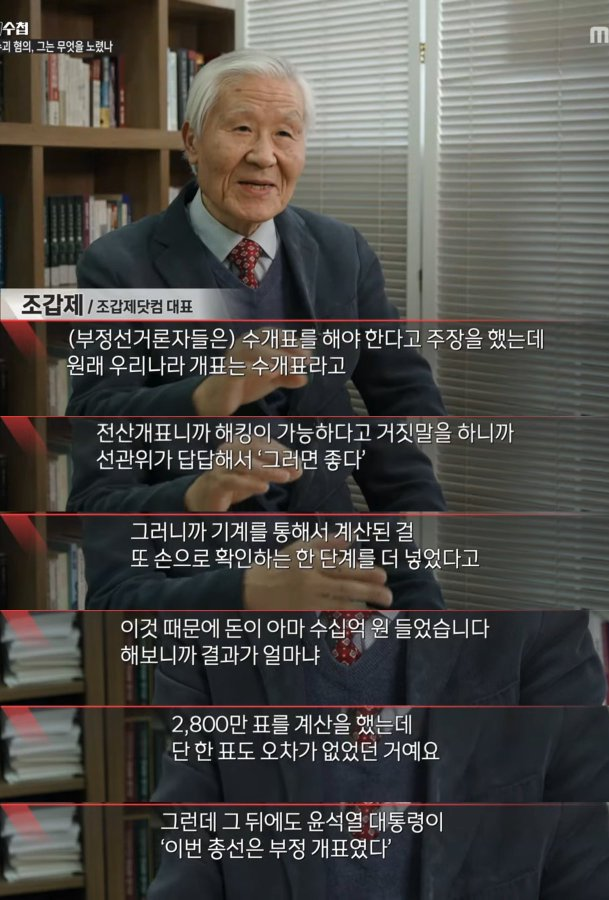 수첩
괴 혐의, 그는 무엇을 노렸나
조갑제 / 조갑제닷컴 대표
(부정선거론자들은) 수개표를 해야 한다고 주장을 했는데
원래 우리나라 개표는 수개표라고
전산개표니까 해킹이 가능하다고 거짓말을 하니까
선관위가 답답해서 ‘그러면 좋다’
그러니까 기계를 통해서 계산된 걸
또 손으로 확인하는 한 단계를 더 넣었다고
이것 때문에 돈이 아마 수십억 원 들었습니다
해보니까 결과가 얼마냐
2,800만 표를 계산을 했는데
단 한 표도 오차가 없었던 거예요
그런데 그 뒤에도 윤석열 대통령이
‘이번 총선은 부정 개표였다’